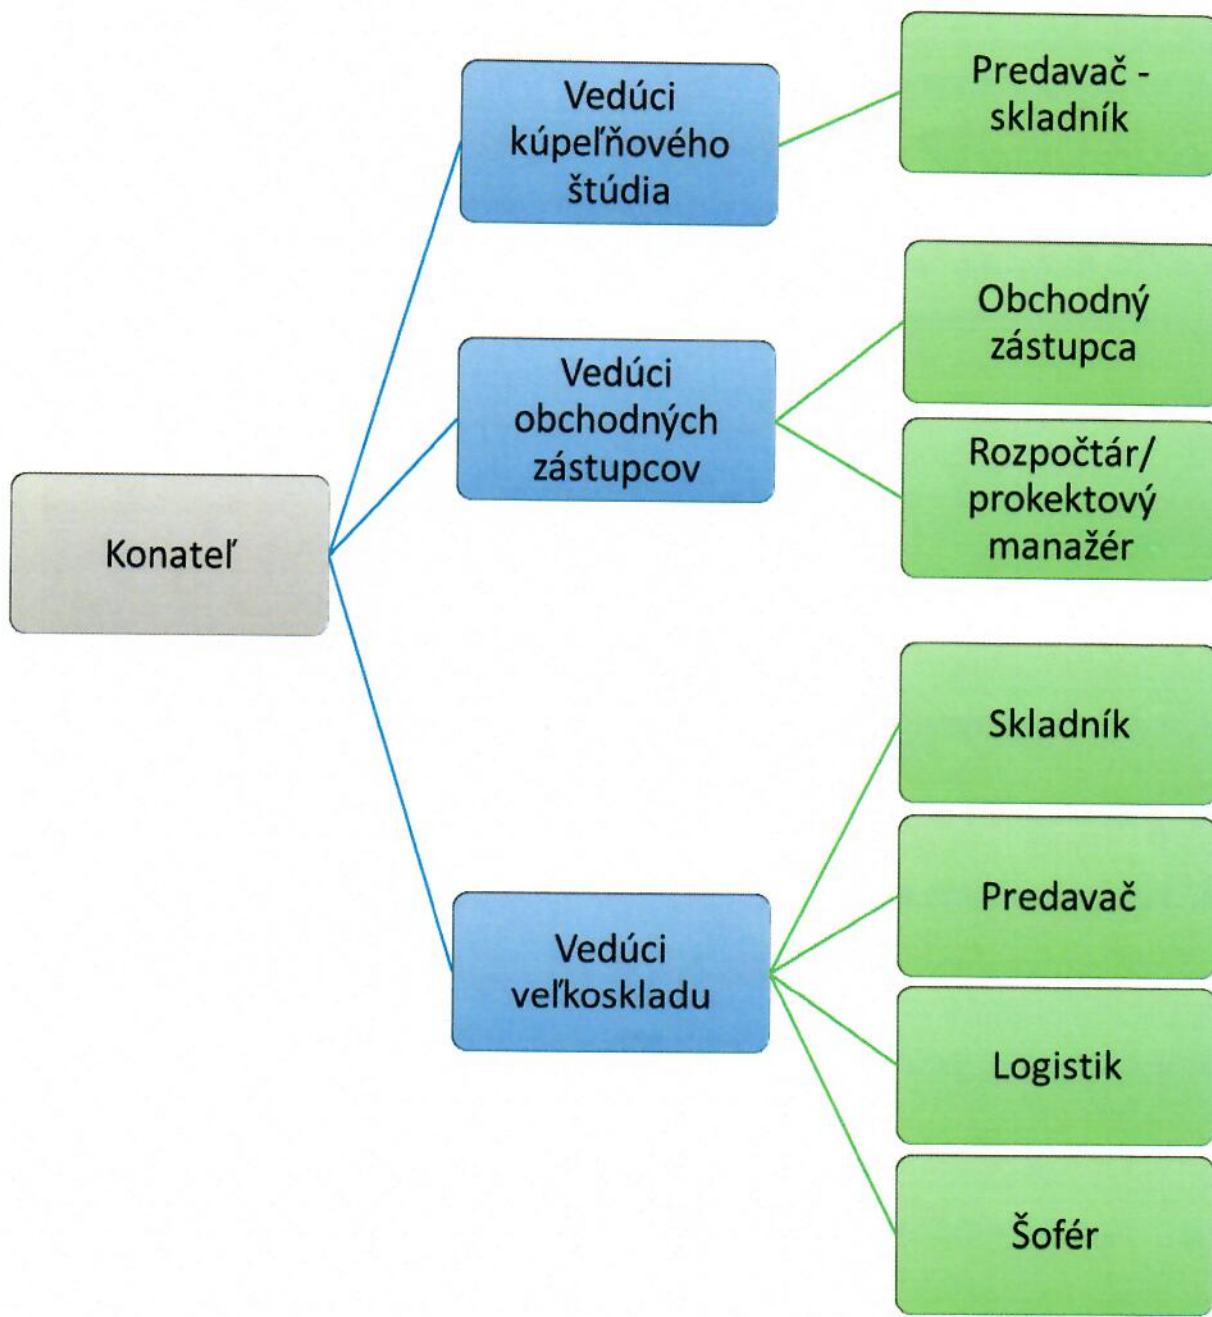 Konateľ
Vedúci
kúpeľňového
štúdia
Predavač -
skladník
Vedúci
obchodných
zástupcov
Obchodný
zástupca
Rozpočtár/
prokektový
manažér
Vedúci
veľkoskladu
Skladník
Predavač
Logistik
Šofér